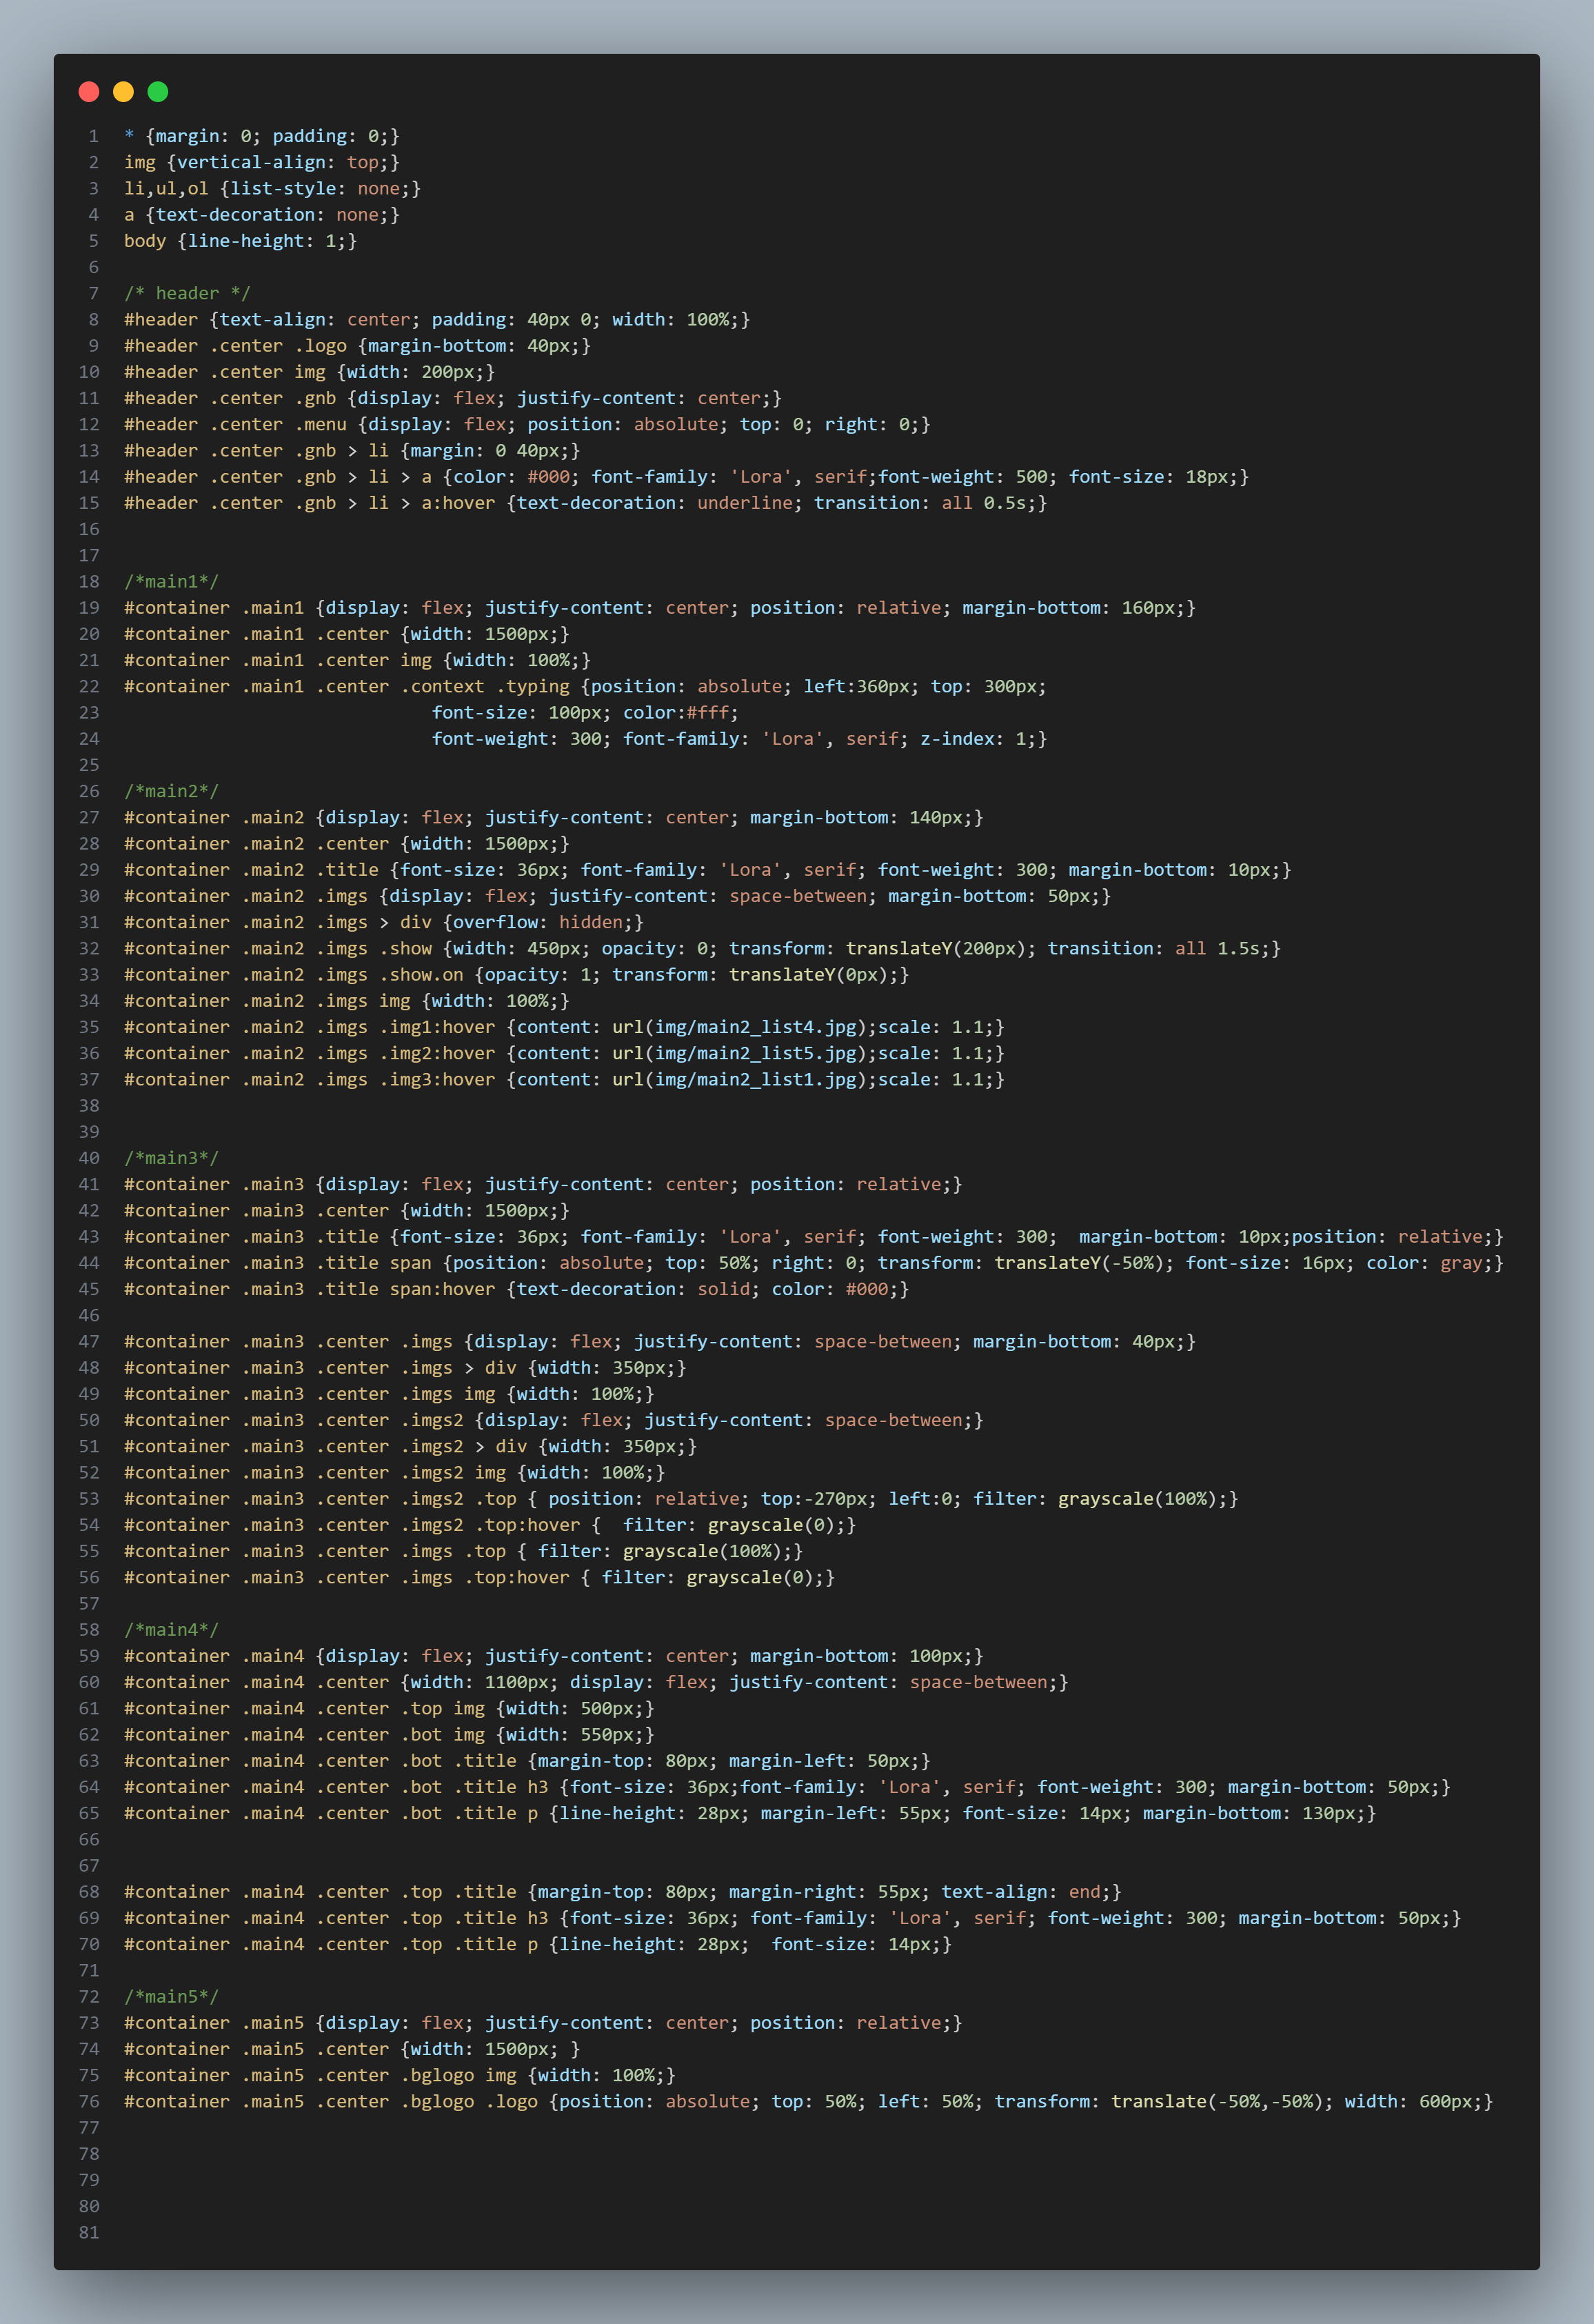 1 * {margin: 0; padding: 0;}
2 img {vertical-align: top;}
3 li,ul,ol {list-style: none;}
4 a {text-decoration: none;}
5 body {line-height: 1;}
6
7 /* header */
8 #header {text-align: center; padding: 40px 0; width: 100%;}
9 #header .center .logo {margin-bottom: 40px;}
10 #header .center img {width: 200px;}
11 #header .center .gnb {display: flex; justify-content: center;}
12 #header .center .menu {display: flex; position: absolute; top: 0; right: 0;}
13 #header .center .gnb > li {margin: 0 40px;}
14 #header .center .gnb > li > a {color: #000; font-family: 'Lora', serif;font-weight: 500; font-size: 18px;}
15 #header .center .gnb > li > a:hover {text-decoration: underline; transition: all 0.5s;}
16
17
18 /*main1*/
19 #container .main1 {display: flex; justify-content: center; position: relative; margin-bottom: 160px;}
20 #container .main1 .center {width: 1500px;}
21 #container .main1 .center img {width: 100%;}
22 #container .main1 .center .context .typing {position: absolute; left:360px; top: 300px;
23 font-size: 100px; color:#fff;
24 font-weight: 300; font-family: 'Lora', serif; z-index: 1;}
25
26 /*main2*/
27 #container .main2 {display: flex; justify-content: center; margin-bottom: 140px;}
28 #container .main2 .center {width: 1500px;}
29 #container .main2 .title {font-size: 36px; font-family: 'Lora', serif; font-weight: 300; margin-bottom: 10px;}
30 #container .main2 .imgs {display: flex; justify-content: space-between; margin-bottom: 50px;}
31 #container .main2 .imgs > div {overflow: hidden;}
32 #container .main2 .imgs .show {width: 450px; opacity: 0; transform: translateY(200px); transition: all 1.5s;}
33 #container .main2 .imgs .show.on {opacity: 1; transform: translateY(0px);}
34 #container .main2 .imgs img {width: 100%;}
35 #container .main2 .imgs .img1:hover {content: url(img/main2_list4.jpg);scale: 1.1;}
36 #container .main2 .imgs .img2:hover {content: url(img/main2_list5.jpg);scale: 1.1;}
37 #container .main2 .imgs .img3:hover {content: url(img/main2_list1.jpg);scale: 1.1;}
38
39
40 /*main3*/
41 #container .main3 {display: flex; justify-content: center; position: relative;}
42 #container .main3 .center {width: 1500px;}
43 #container .main3 .title {font-size: 36px; font-family: 'Lora', serif; font-weight: 300;  margin-bottom: 10px;position: relative;}
44 #container .main3 .title span {position: absolute; top: 50%; right: 0; transform: translateY(-50%); font-size: 16px; color: gray;}
45 #container .main3 .title span:hover {text-decoration: solid; color: #000;}
46
47 #container .main3 .center .imgs {display: flex; justify-content: space-between; margin-bottom: 40px;}
48 #container .main3 .center .imgs > div {width: 350px;}
49 #container .main3 .center .imgs img {width: 100%;}
50 #container .main3 .center .imgs2 {display: flex; justify-content: space-between;}
51 #container .main3 .center .imgs2 > div {width: 350px;}
52 #container .main3 .center .imgs2 img {width: 100%;}
53 #container .main3 .center .imgs2 .top { position: relative; top:-270px; left:0; filter: grayscale(100%);}
54 #container .main3 .center .imgs2 .top:hover {  filter: grayscale(0);}
55 #container .main3 .center .imgs .top { filter: grayscale(100%);}
56 #container .main3 .center .imgs .top:hover { filter: grayscale(0);}
57
58 /*main4*/
59 #container .main4 {display: flex; justify-content: center; margin-bottom: 100px;}
60 #container .main4 .center {width: 1100px; display: flex; justify-content: space-between;}
61 #container .main4 .center .top img {width: 500px;}
62 #container .main4 .center .bot img {width: 550px;}
63 #container .main4 .center .bot .title {margin-top: 80px; margin-left: 50px;}
64 #container .main4 .center .bot .title h3 {font-size: 36px;font-family: 'Lora', serif; font-weight: 300; margin-bottom: 50px;}
65 #container .main4 .center .bot .title p {line-height: 28px; margin-left: 55px; font-size: 14px; margin-bottom: 130px;}
66
67
68 #container .main4 .center .top .title {margin-top: 80px; margin-right: 55px; text-align: end;}
69 #container .main4 .center .top .title h3 {font-size: 36px; font-family: 'Lora', serif; font-weight: 300; margin-bottom: 50px;}
70 #container .main4 .center .top .title p {line-height: 28px;  font-size: 14px;}
71
72 /*main5*/
73 #container .main5 {display: flex; justify-content: center; position: relative;}
74 #container .main5 .center {width: 1500px; }
75 #container .main5 .center .bglogo img {width: 100%;}
76 #container .main5 .center .bglogo .logo {position: absolute; top: 50%; left: 50%; transform: translate(-50%,-50%); width: 600px;}
77
78
79
80
81